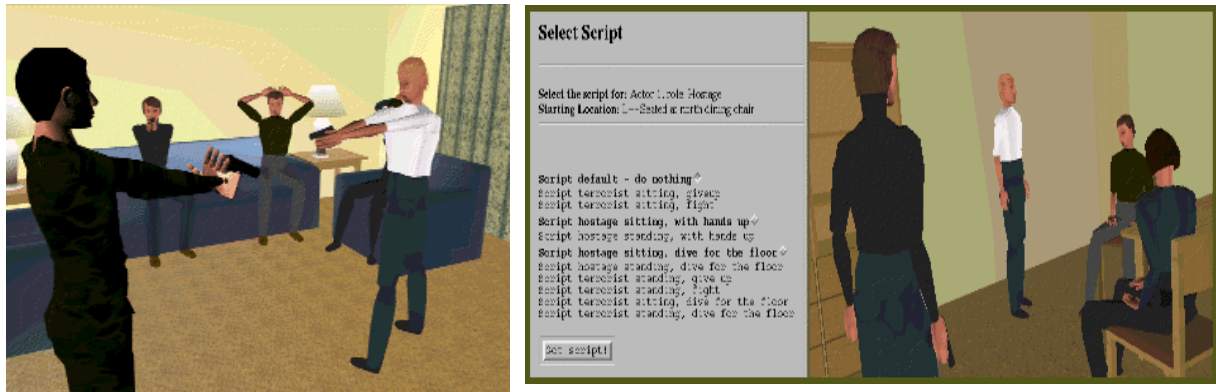 Select Script
Select the script for: Actor 1, role: Hostage
Starting Location: L--Seated at north dining chair
Script default - do nothing
Script terrorist sitting, giveup
Script terrorist sitting, fight
Script hostage sitting, with hands up
Script hostage standing, with hands up
Script hostage sitting, dive for the floor
Script hostage standing, dive for the floor
Script terrorist standing, give up
Script terrorist standing, fight
Script terrorist sitting, dive for the floor
Script terrorist standing, dive for the floor
Set script!